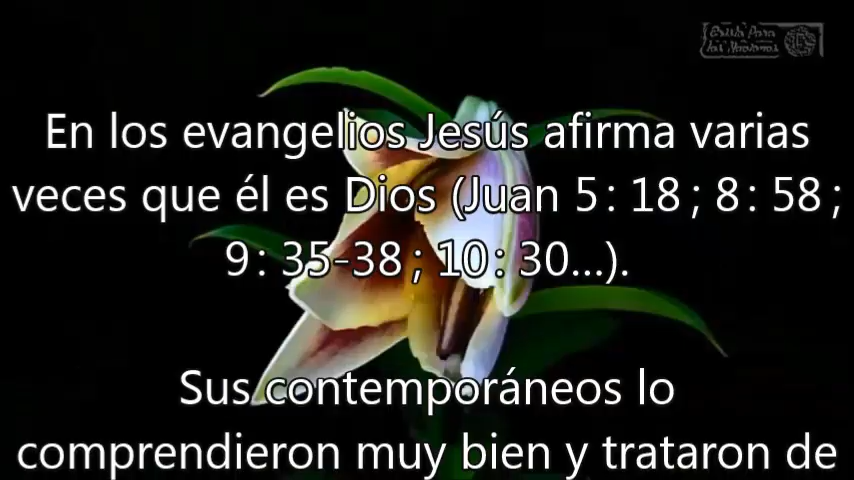 En los evangelios Jesús afirma varias
veces que él es Dios (Juan 5 : 18 ; 8 : 58 ;
9 : 35-38 ; 10 : 30...).
Sus contemporáneos lo
comprendieron muy bien y trataron de